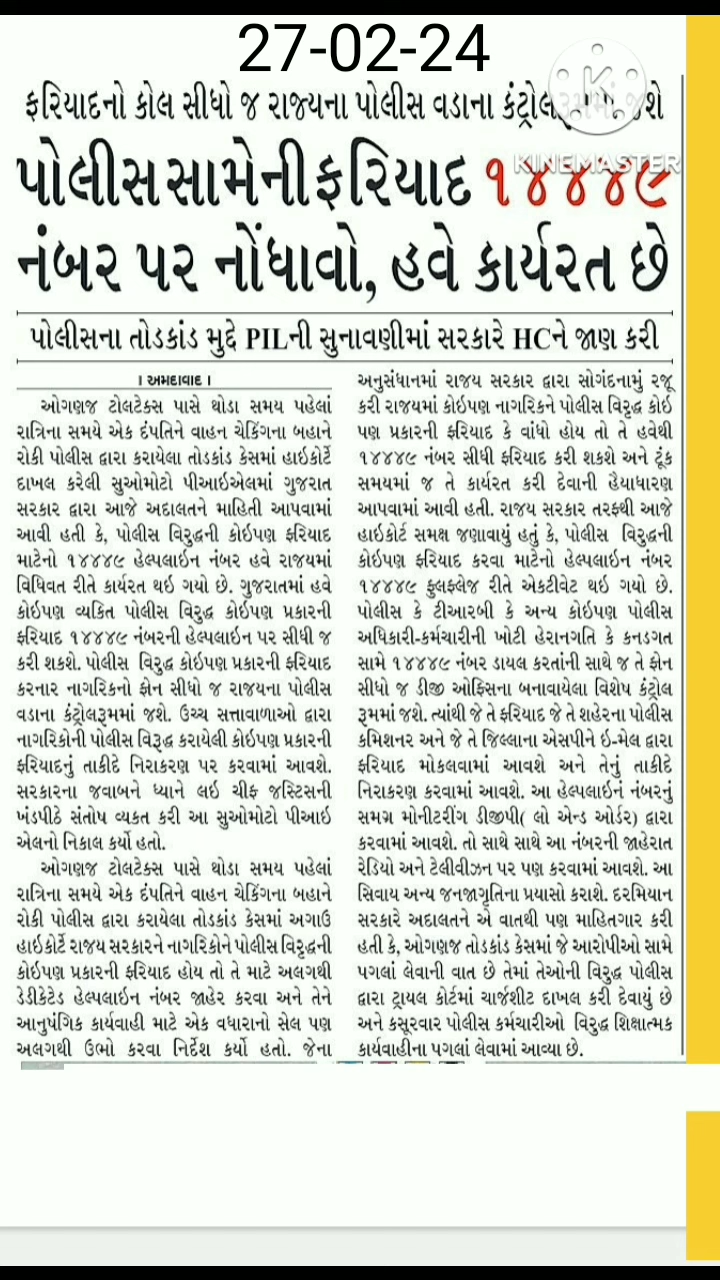 27-02-24
ફરિયાદનો કોલ સીધો જ રાજ્યના પોલીસ વડાના કંટ્રોલ જશે
KINEMASTER
પોલીસ સામેની ફરિયાદ ૧૪૪૪૯
નંબર પર નોંધાવો, હવે કાર્યરત છે
પોલીસના તોડકાંડ મુદ્દે PILની સુનાવણીમાં સરકારે HCને જાણ કરી
। અમદાવાદ ।
ઓગણજ ટોલટેક્સ પાસે થોડા સમય પહેલાં
રાત્રિના સમયે એક દંપતિને વાહન ચેકિંગના બહાને
રોકી પોલીસ દ્વારા કરાયેલા તોડકાંડ કેસમાં હાઇકોર્ટે
દાખલ કરેલી સુઓમોટો પીઆઇએલમાં ગુજરાત
સરકાર દ્વારા આજે અદાલતને માહિતી આપવામાં
આવી હતી કે, પોલીસ વિરુદ્ધની કોઇપણ ફરિયાદ
માટેનો ૧૪૪૪૯ હેલ્પલાઇન નંબર હવે રાજયમાં
વિધિવત રીતે કાર્યરત થઇ ગયો છે. ગુજરાતમાં હવે
કોઇપણ વ્યકિત પોલીસ વિરુદ્ધ કોઇપણ પ્રકારની
ફરિયાદ ૧૪૪૪૯ નંબરની હેલ્પલાઇન પર સીધી જ
કરી શકશે. પોલીસ વિરુદ્ધ કોઇપણ પ્રકારની ફરિયાદ
કરનાર નાગરિકનો ફોન સીધો જ રાજયના પોલીસ
વડાના કંટ્રોલરૂમમાં જશે. ઉચ્ચ સત્તાવાળાઓ દ્વારા
નાગરિકોની પોલીસ વિરૂદ્ધ કરાયેલી કોઇપણ પ્રકારની
ફરિયાદનું તાકીદે નિરાકરણ પર કરવામાં આવશે.
સરકારના જવાબને ધ્યાને લઇ ચીફ જસ્ટિસની
ખંડપીઠે સંતોષ વ્યકત કરી આ સુઓમોટો પીઆઇ
એલનો નિકાલ કર્યો હતો.
ઓગણજ ટોલટેક્સ પાસે થોડા સમય પહેલાં
રાત્રિના સમયે એક દંપતિને વાહન ચેકિંગના બહાને
રોકી પોલીસ દ્વારા કરાયેલા તોડકાંડ કેસમાં અગાઉ
હાઇકોર્ટે રાજય સરકારને નાગરિકોને પોલીસ વિરૂદ્ધની
કોઇપણ પ્રકારની ફરિયાદ હોય તો તે માટે અલગથી
ડેડીકેટેડ હેલ્પલાઇન નંબર જાહેર કરવા અને તેને
આનુષંગિક કાર્યવાહી માટે એક વધારાનો સેલ પણ
અલગથી ઉભો કરવા નિર્દેશ કર્યો હતો. જેના
અનુસંધાનમાં રાજય સરકાર દ્વારા સોગંદનામું રજૂ
કરી રાજયમાં કોઇપણ નાગરિકને પોલીસ વિરૂદ્ધ કોઇ
પણ પ્રકારની ફરિયાદ કે વાંધો હોય તો તે હવેથી
૧૪૪૪૯ નંબર સીધી ફરિયાદ કરી શકશે અને ટૂંક
સમયમાં જ તે કાર્યરત કરી દેવાની હૈયાધારણ
આપવામાં આવી હતી. રાજય સરકાર તરફથી આજે
હાઇકોર્ટ સમક્ષ જણાવાયું હતું કે, પોલીસ વિરુદ્ધની
કોઇપણ ફરિયાદ કરવા માટેનો હેલ્પલાઇન નંબર
૧૪૪૪૯ ફુલફ્લેજ રીતે એકટીવેટ થઇ ગયો છે.
પોલીસ કે ટીઆરબી કે અન્ય કોઇપણ પોલીસ
અધિકારી-કર્મચારીની ખોટી હેરાનગતિ કે કનડગત
સામે ૧૪૪૪૯ નંબર ડાયલ કરતાંની સાથે જ તે ફોન
સીધો જ ડીજી ઓફિસના બનાવાયેલા વિશેષ કંટ્રોલ
રૂમમાં જશે. ત્યાંથી જે તે ફરિયાદ જે તે શહેરના પોલીસ
કમિશનર અને જે તે જિલ્લાના એસપીને ઇ-મેલ દ્વારા
ફરિયાદ મોકલવામાં આવશે અને તેનું તાકીદે
નિરાકરણ કરવામાં આવશે. આ હેલ્પલાઇનં નંબરનું
સમગ્ર મોનીટરીંગ ડીજીપી( લો એન્ડ ઓર્ડર) દ્વારા
કરવામાં આવશે. તો સાથે સાથે આ નંબરની જાહેરાત
રેડિયો અને ટેલીવીઝન પર પણ કરવામાં આવશે. આ
સિવાય અન્ય જનજાગૃતિના પ્રયાસો કરાશે. દરમિયાન
સરકારે અદાલતને એ વાતથી પણ માહિતગાર કરી
હતી કે, ઓગણજ તોડકાંડ કેસમાં જે આરોપીઓ સામે
પગલાં લેવાની વાત છે તેમાં તેઓની વિરુદ્ધ પોલીસ
દ્વારા ટ્રાયલ કોર્ટમાં ચાર્જશીટ દાખલ કરી દેવાયું છે
અને કસૂરવાર પોલીસ કર્મચારીઓ વિરુદ્ધ શિક્ષાત્મક
કાર્યવાહીના પગલાં લેવામાં આવ્યા છે.